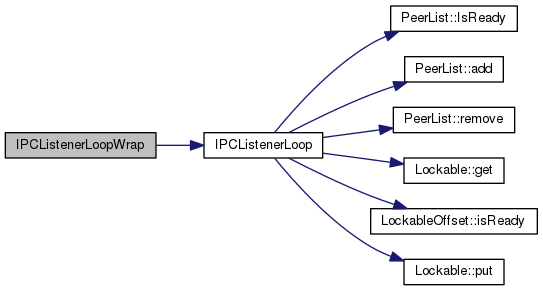 PeerList::IsReady
PeerList::add
PeerList::remove
IPCListenerLoopWrap
IPCListenerLoop
Lockable::get
LockableOffset::isReady
Lockable::put